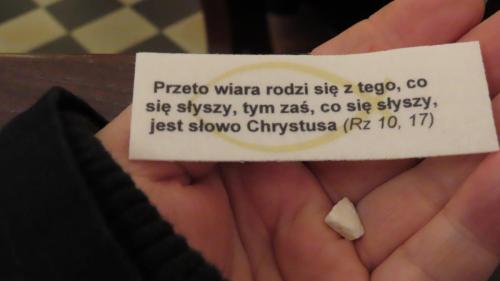 Przeto wiara rodzi się z tego, co
się słyszy, tym zaś, co się słyszy,
jest słowo Chrystusa (Rz 10, 17)